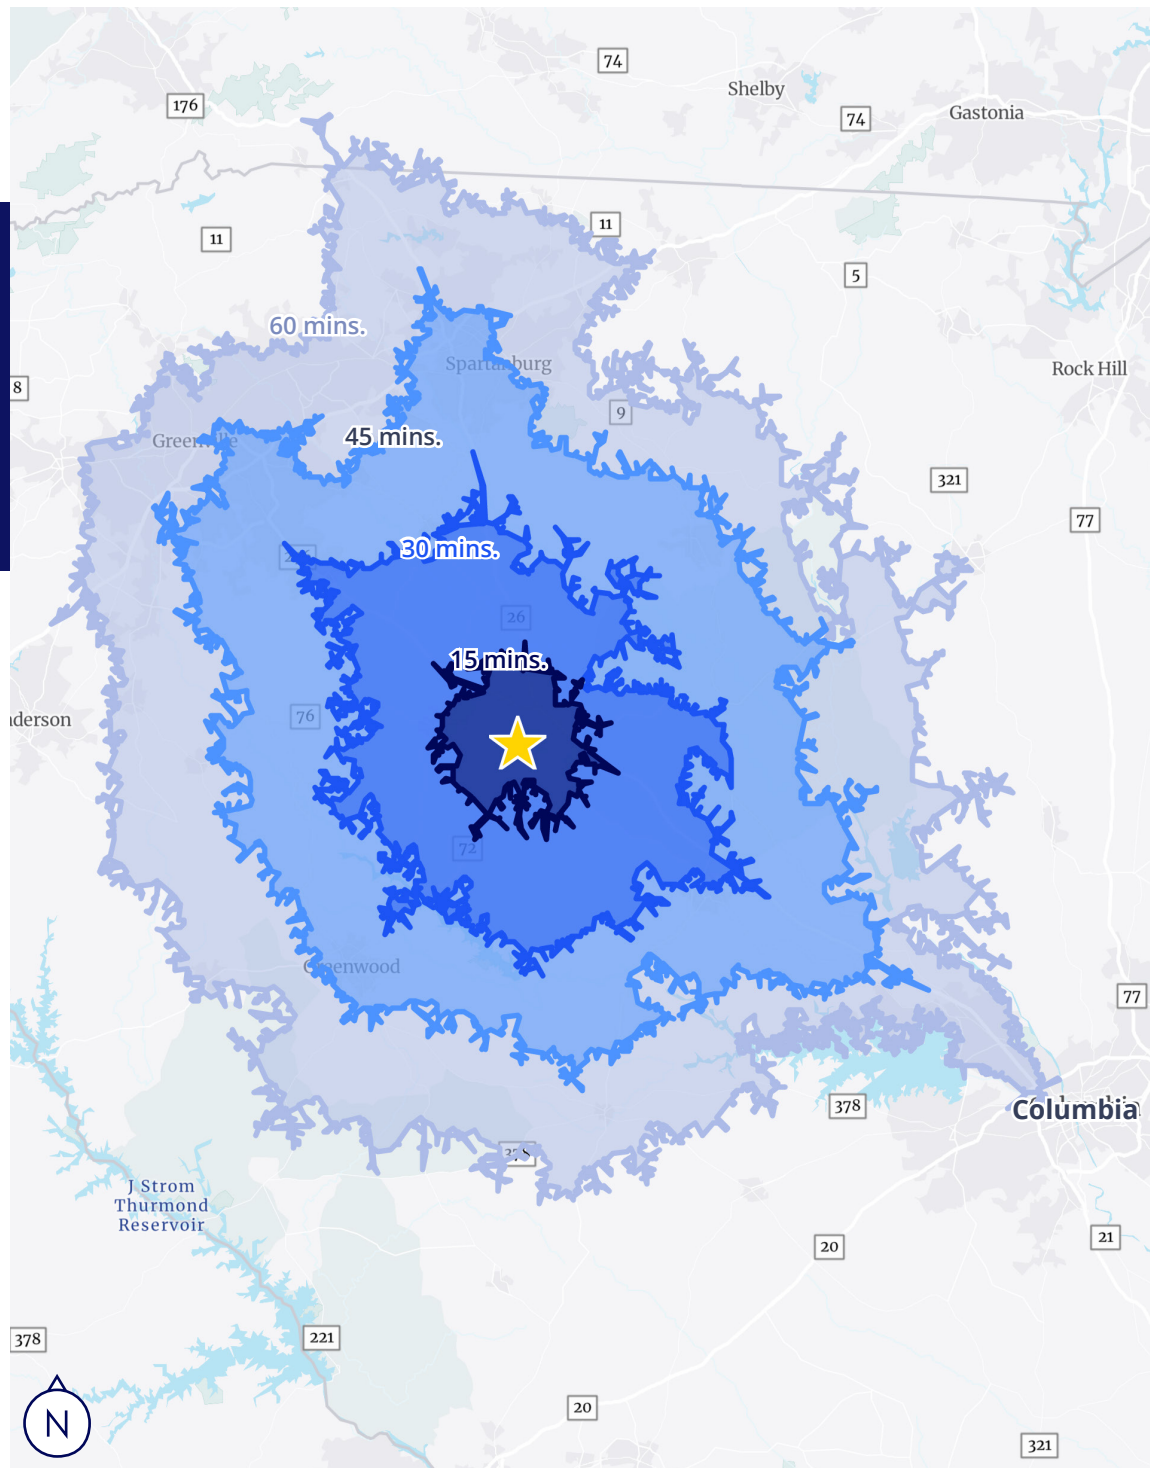 74
Shelby
176
Gastonia
74
11
11
5
60 mins.
Spartanburg
Rock Hill
8
9
45 mins.
Greenville
321
77
30 mins.
26
15 mins.
76
nderson
72
Greenwood
77
378
Columbia
378
J Strom
Thurmond
Reservoir
21
20
221
378
20
N
321